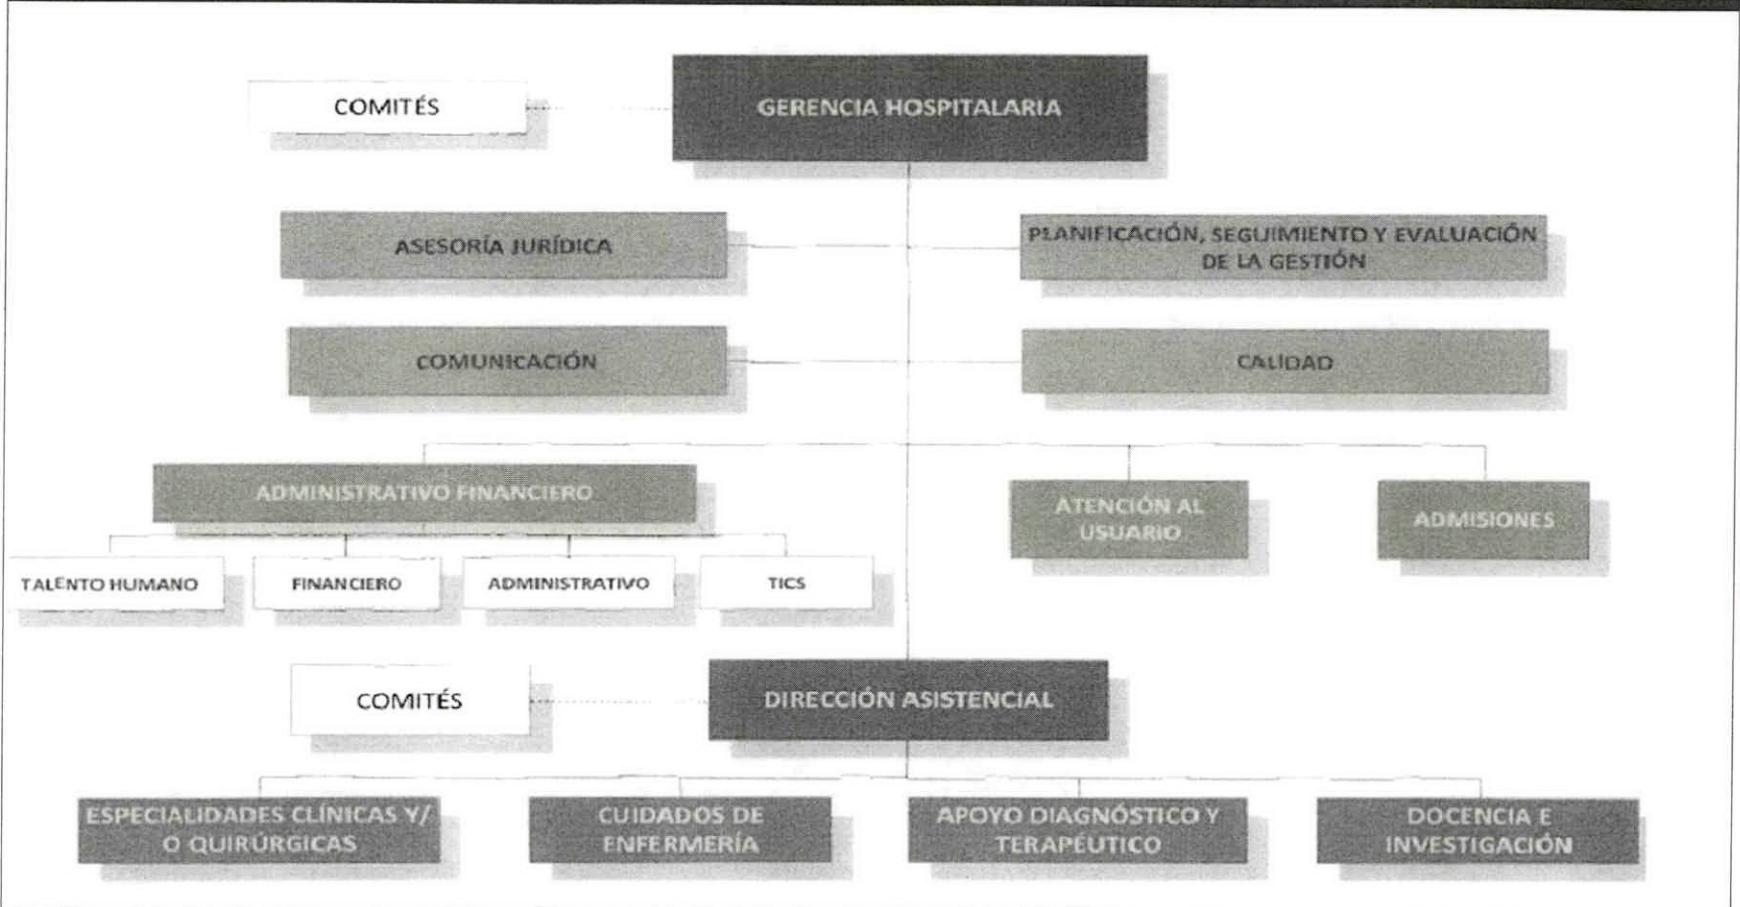 COMITÉS
GERENCIA HOSPITALARIA
ASESORÍA JURÍDICA
PLANIFICACIÓN, SEGUIMIENTO Y EVALUACIÓN
DE LA GESTIÓN
COMUNICACIÓN
CALIDAD
ADMINISTRATIVO FINANCIERO
ATENCIÓN AL
USUARIO
ADMISIONES
TALENTO HUMANO
FINANCIERO
ADMINISTRATIVO
TICS
COMITÉS
DIRECCIÓN ASISTENCIAL
ESPECIALIDADES CLÍNICAS Y/
O QUIRÚRGICAS
CUIDADOS DE
ENFERMERÍA
APOYO DIAGNÓSTICO Y
TERAPÉUTICO
DOCENCIA E
INVESTIGACIÓN